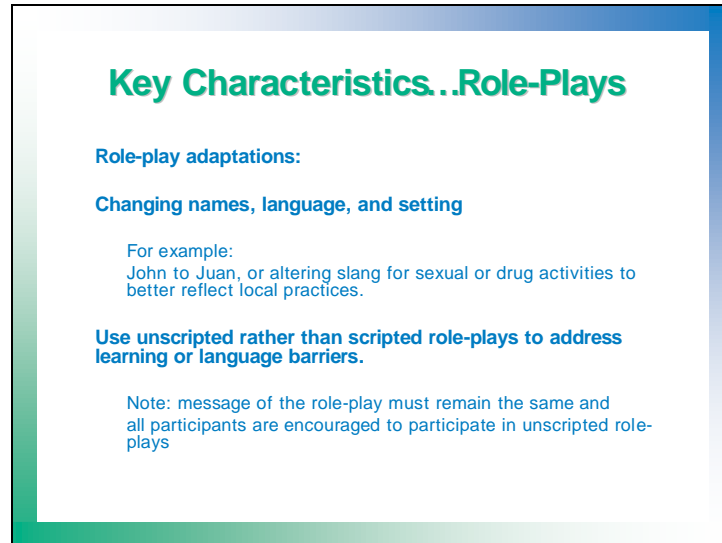 Key Characteristics…Role-Plays
Role-play adaptations:
Changing names, language, and setting
For example:
John to Juan, or altering slang for sexual or drug activities to
better reflect local practices.
Use unscripted rather than scripted role-plays to address
learning or language barriers.
Note: message of the role-play must remain the same and
all participants are encouraged to participate in unscripted role-
plays